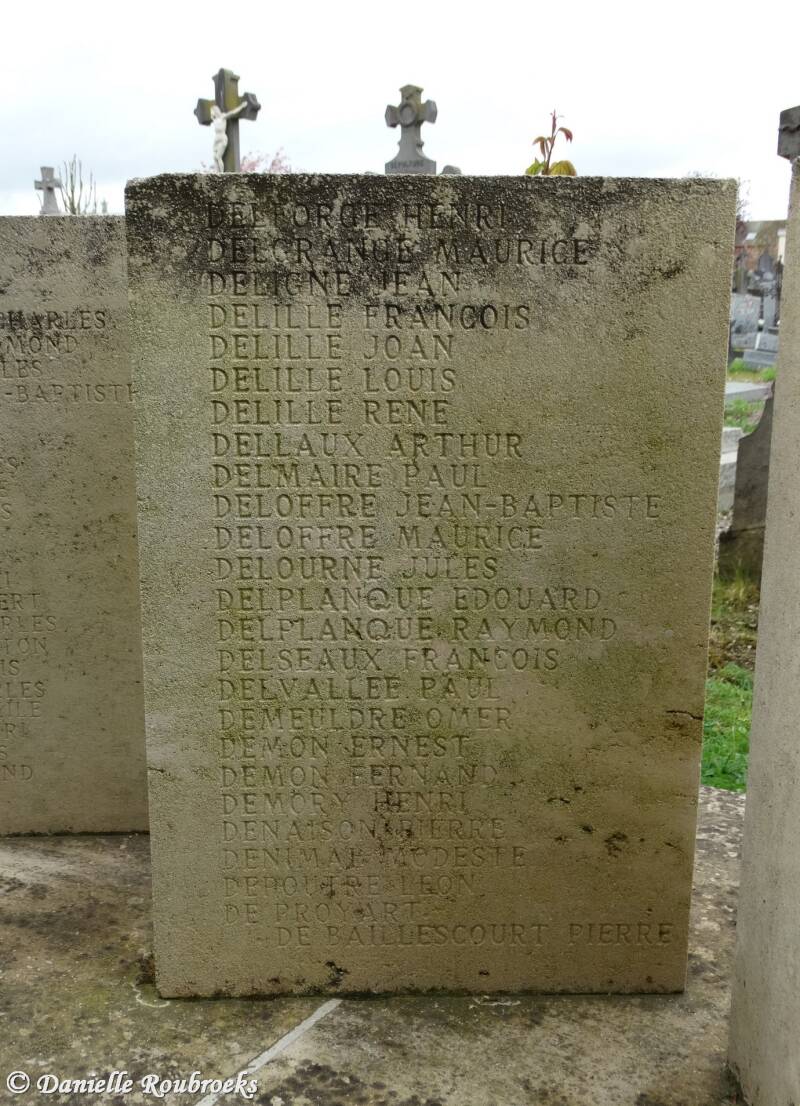 DELFORGE HENRI
DELGRANGE MAURICE
DELIGNE JEAN
DELILLE FRANCOIS
DELILLE JOAN
DELILLE LOUIS
DELILLE RENE
DELLAUX ARTHUR
DELMAIRE PAUL
DELOFFRE JEAN-BAPTISTE
DELOFFRE MAURICE
DELOURNE JULES
DELPLANQUE EDOUARD
DELPLANQUE RAYMOND
DELSEAUX FRANCOIS
DELVALLEE PAUL
DEMEULDRE OMER
DEMON ERNEST
DEMON FERNAND
DEMORY HENRI
DENAISON PIERRE
DENIMAL MODESTE
DEPOUTRE LEON
DE PROYART
DE BAILLESCOURT PIERRE
CHARLES
-BAPTISTE
© Danielle Roubroeks